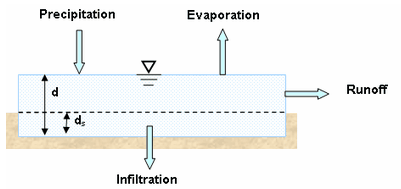 Precipitation
Evaporation
d
Runoff
ds
Infiltration